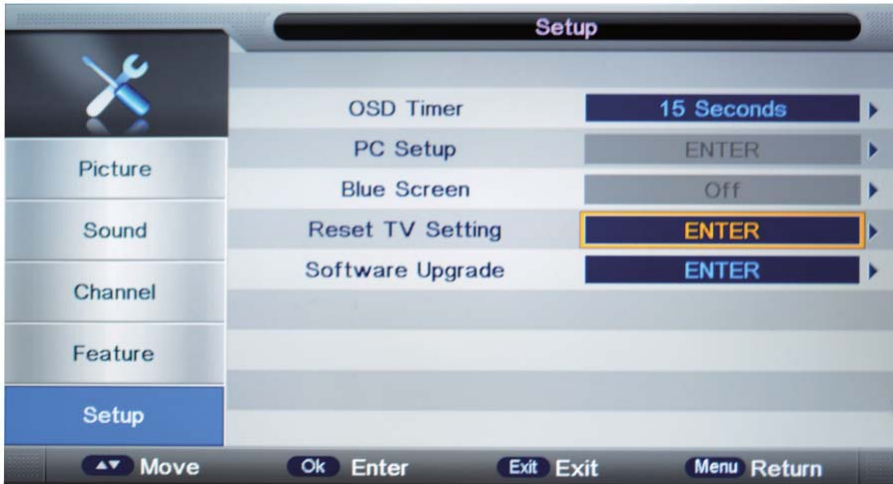 Setup
OSD Timer 15 Seconds
PC Setup ENTER
Blue Screen Off
Reset TV Setting ENTER
Software Upgrade ENTER
Picture
Sound
Channel
Feature
Setup
Move Ok Enter Exit Exit Menu Return